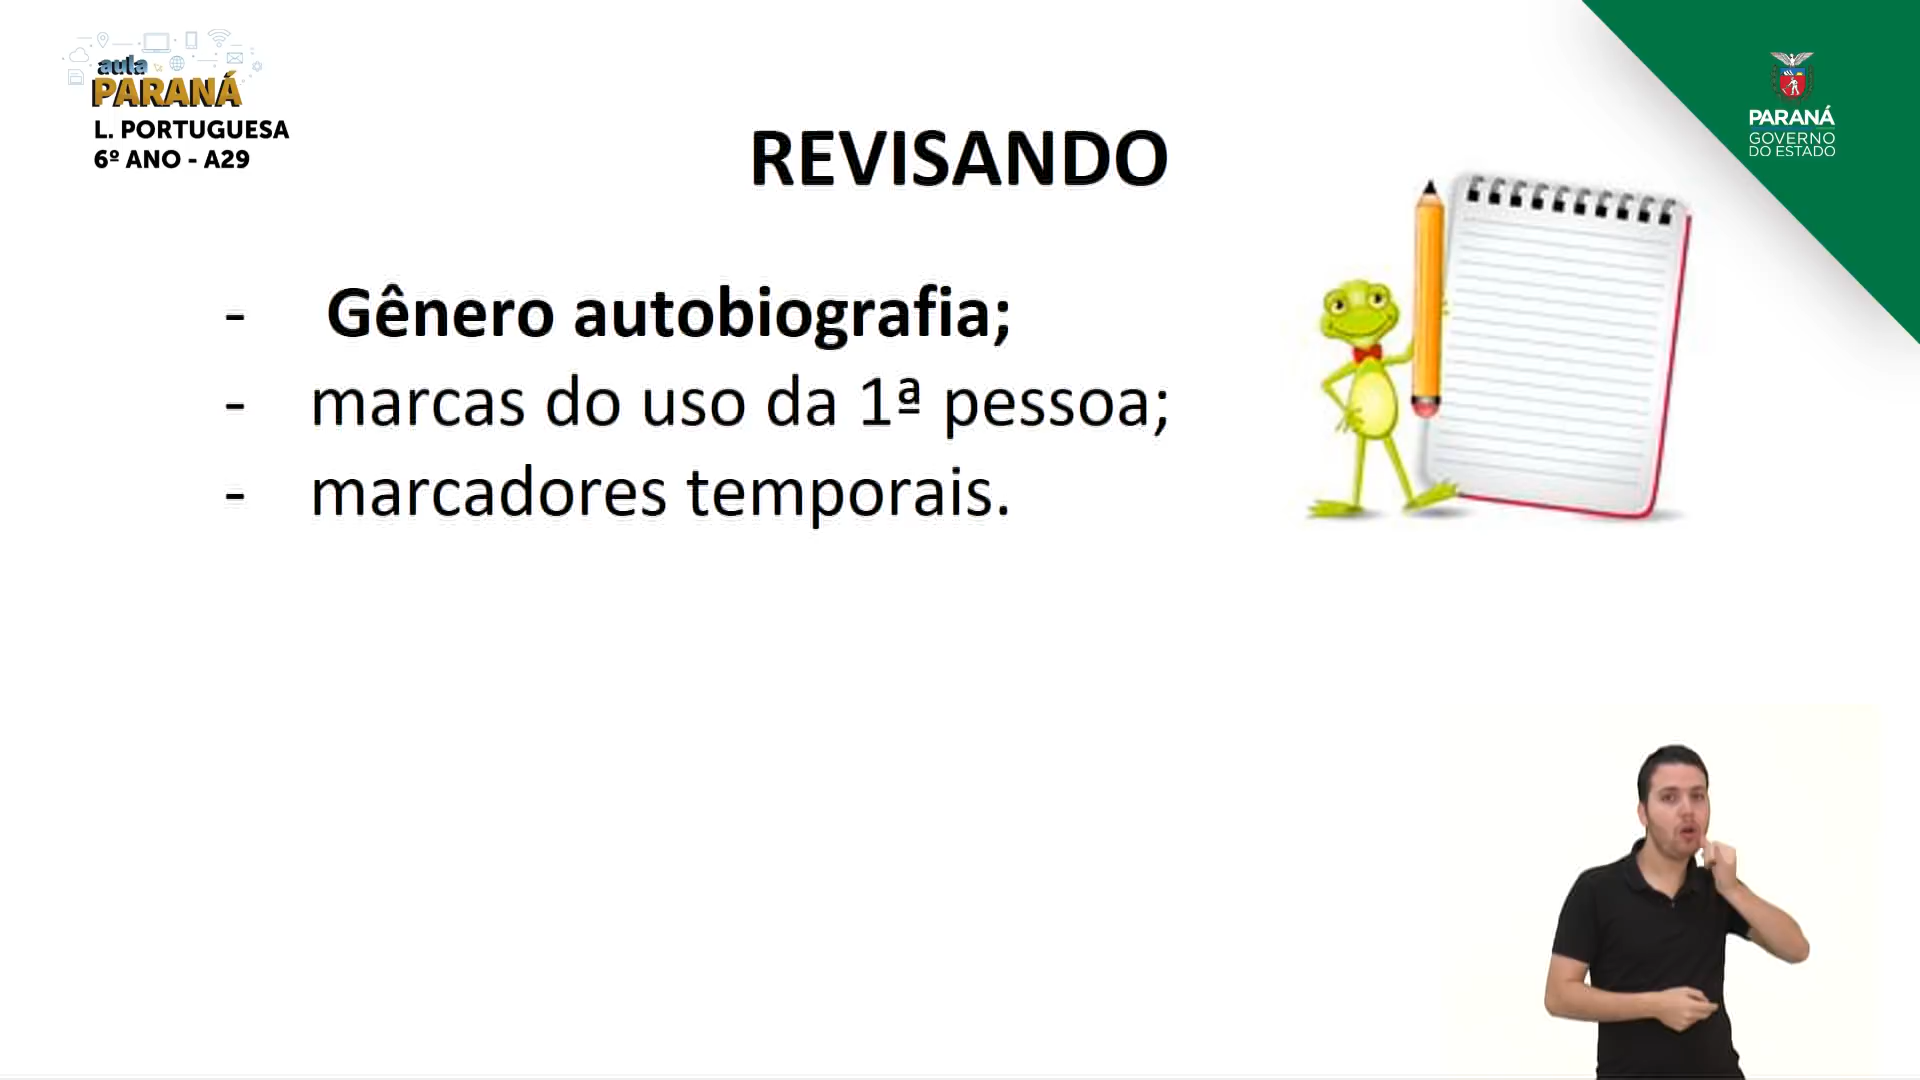 aula
PARANÁ
L. PORTUGUESA
6º ANO - A29
PARANÁ
GOVERNO
DO ESTADO
REVISANDO
- Gênero autobiografia;
- marcas do uso da 1ª pessoa;
- marcadores temporais.